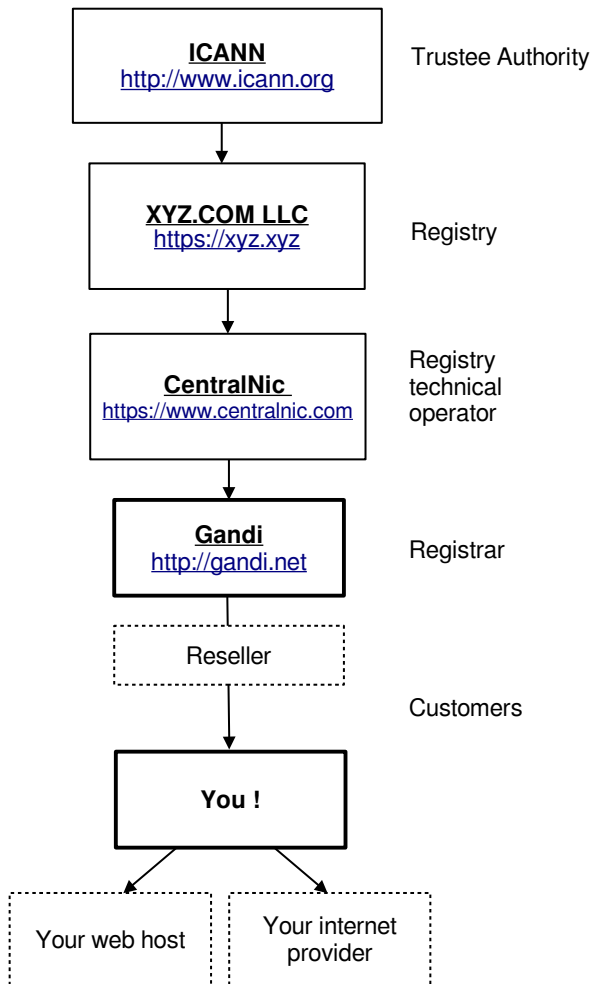 ICANN
http://www.icann.org
Trustee Authority
XYZ.COM LLC
https://xyz.xyz
Registry
CentralNic
https://www.centralnic.com
Registry
technical
operator
Gandi
http://gandi.net
Registrar
Reseller
Customers
You !
Your web host
Your internet
provider